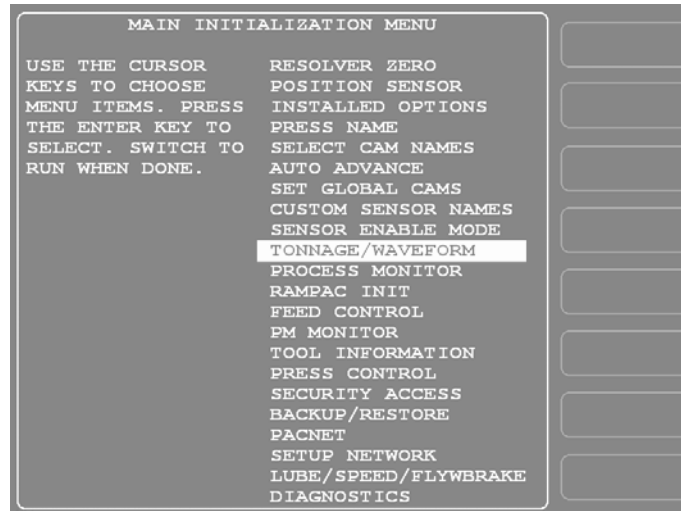 MAIN INITIALIZATION MENU
USE THE CURSOR
KEYS TO CHOOSE
MENU ITEMS. PRESS
THE ENTER KEY TO
SELECT. SWITCH TO
RUN WHEN DONE.
RESOLVER ZERO
POSITION SENSOR
INSTALLED OPTIONS
PRESS NAME
SELECT CAM NAMES
AUTO ADVANCE
SET GLOBAL CAMS
CUSTOM SENSOR NAMES
SENSOR ENABLE MODE
TONNAGE/WAVEFORM
PROCESS MONITOR
RAMPAC INIT
FEED CONTROL
PM MONITOR
TOOL INFORMATION
PRESS CONTROL
SECURITY ACCESS
BACKUP/RESTORE
PACNET
SETUP NETWORK
LUBE/SPEED/FLYWBRAKE
DIAGNOSTICS